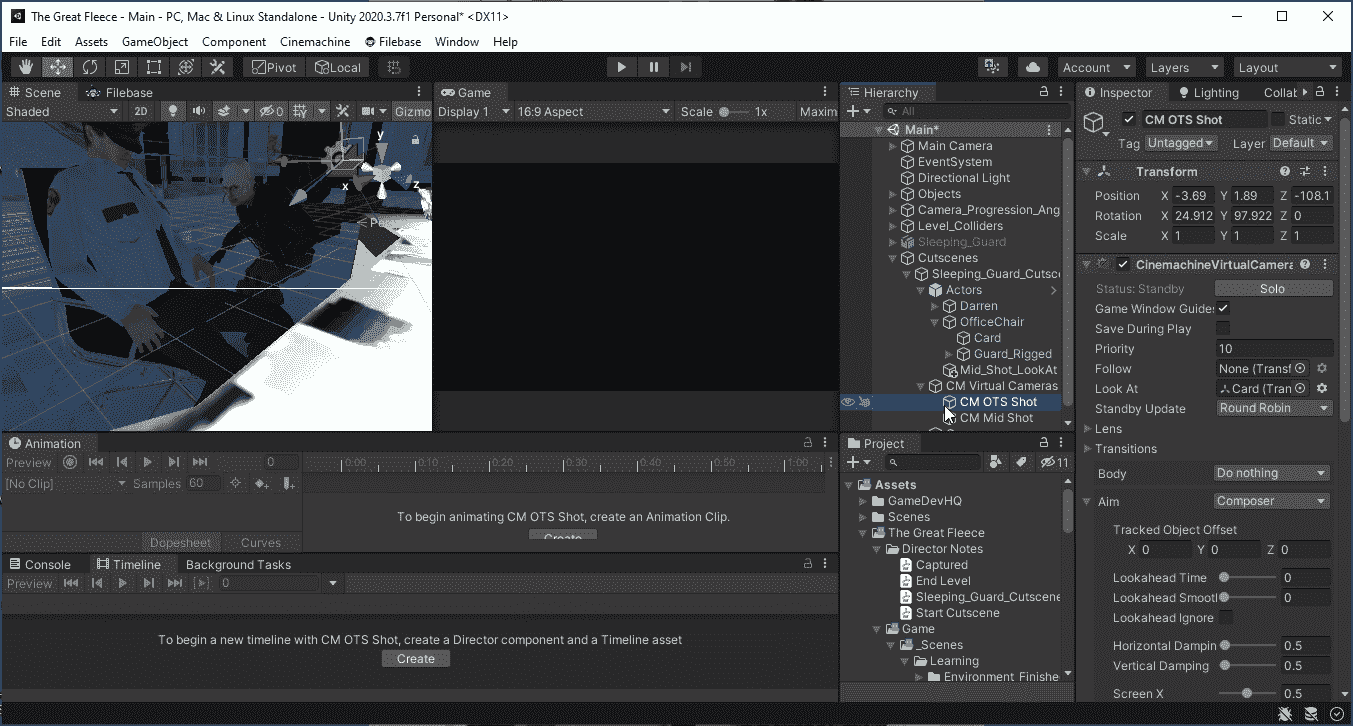 The Great Fleece - Main - PC, Mac & Linux Standalone - Unity 2020.3.7f1 Personal* <DX11>
File Edit Assets GameObject Component Cinemachine Filebase Window Help
Pivot Local Account Layers Layout
Scene Filebase
Shaded 2D 0 Gizmo
y
x z
< Pe
Game
Display 1 16:9 Aspect Scale 1x Maxim
Hierarchy
All
Main*
Main Camera
EventSystem
Directional Light
Objects
Camera_Progression_Ang
Level_Colliders
Sleeping_Guard
Cutscenes
Sleeping_Guard_Cutsc
Actors
Darren
OfficeChair
Card
Guard_Rigged
Mid_Shot_LookAt
CM Virtual Cameras
CM OTS Shot
CM Mid Shot
Inspector Lighting Collab
CM OTS Shot Static
Tag Untagged Layer Default
Transform
Position X -3.69 Y 1.89 Z -108.1
Rotation X 24.912 Y 97.922 Z 0
Scale X 1 Y 1 Z 1
CinemachineVirtualCamera
Status: Standby Solo
Game Window Guides
Save During Play
Priority 10
Follow None (Transf
Look At Card (Tran
Standby Update Round Robin
Lens
Transitions
Body Do nothing
Aim Composer
Tracked Object Offset
X 0 Y 0 Z 0
Lookahead Time 0
Lookahead Smootl 0
Lookahead Ignore
Horizontal Dampin 0.5
Vertical Damping 0.5
Screen X 0.5
Animation
Preview 0
[No Clip] Samples 60
0:00 0:10 0:20 0:30 0:40 0:50 1:00
To begin animating CM OTS Shot, create an Animation Clip.
Create
Dopesheet Curves
Console Timeline Background Tasks
Preview 0
To begin a new timeline with CM OTS Shot, create a Director component and a Timeline asset
Create
Project
11
Assets
GameDevHQ
Scenes
The Great Fleece
Director Notes
Captured
End Level
Sleeping_Guard_Cutscene
Start Cutscene
Game
_Scenes
Learning
Environment_Finishe